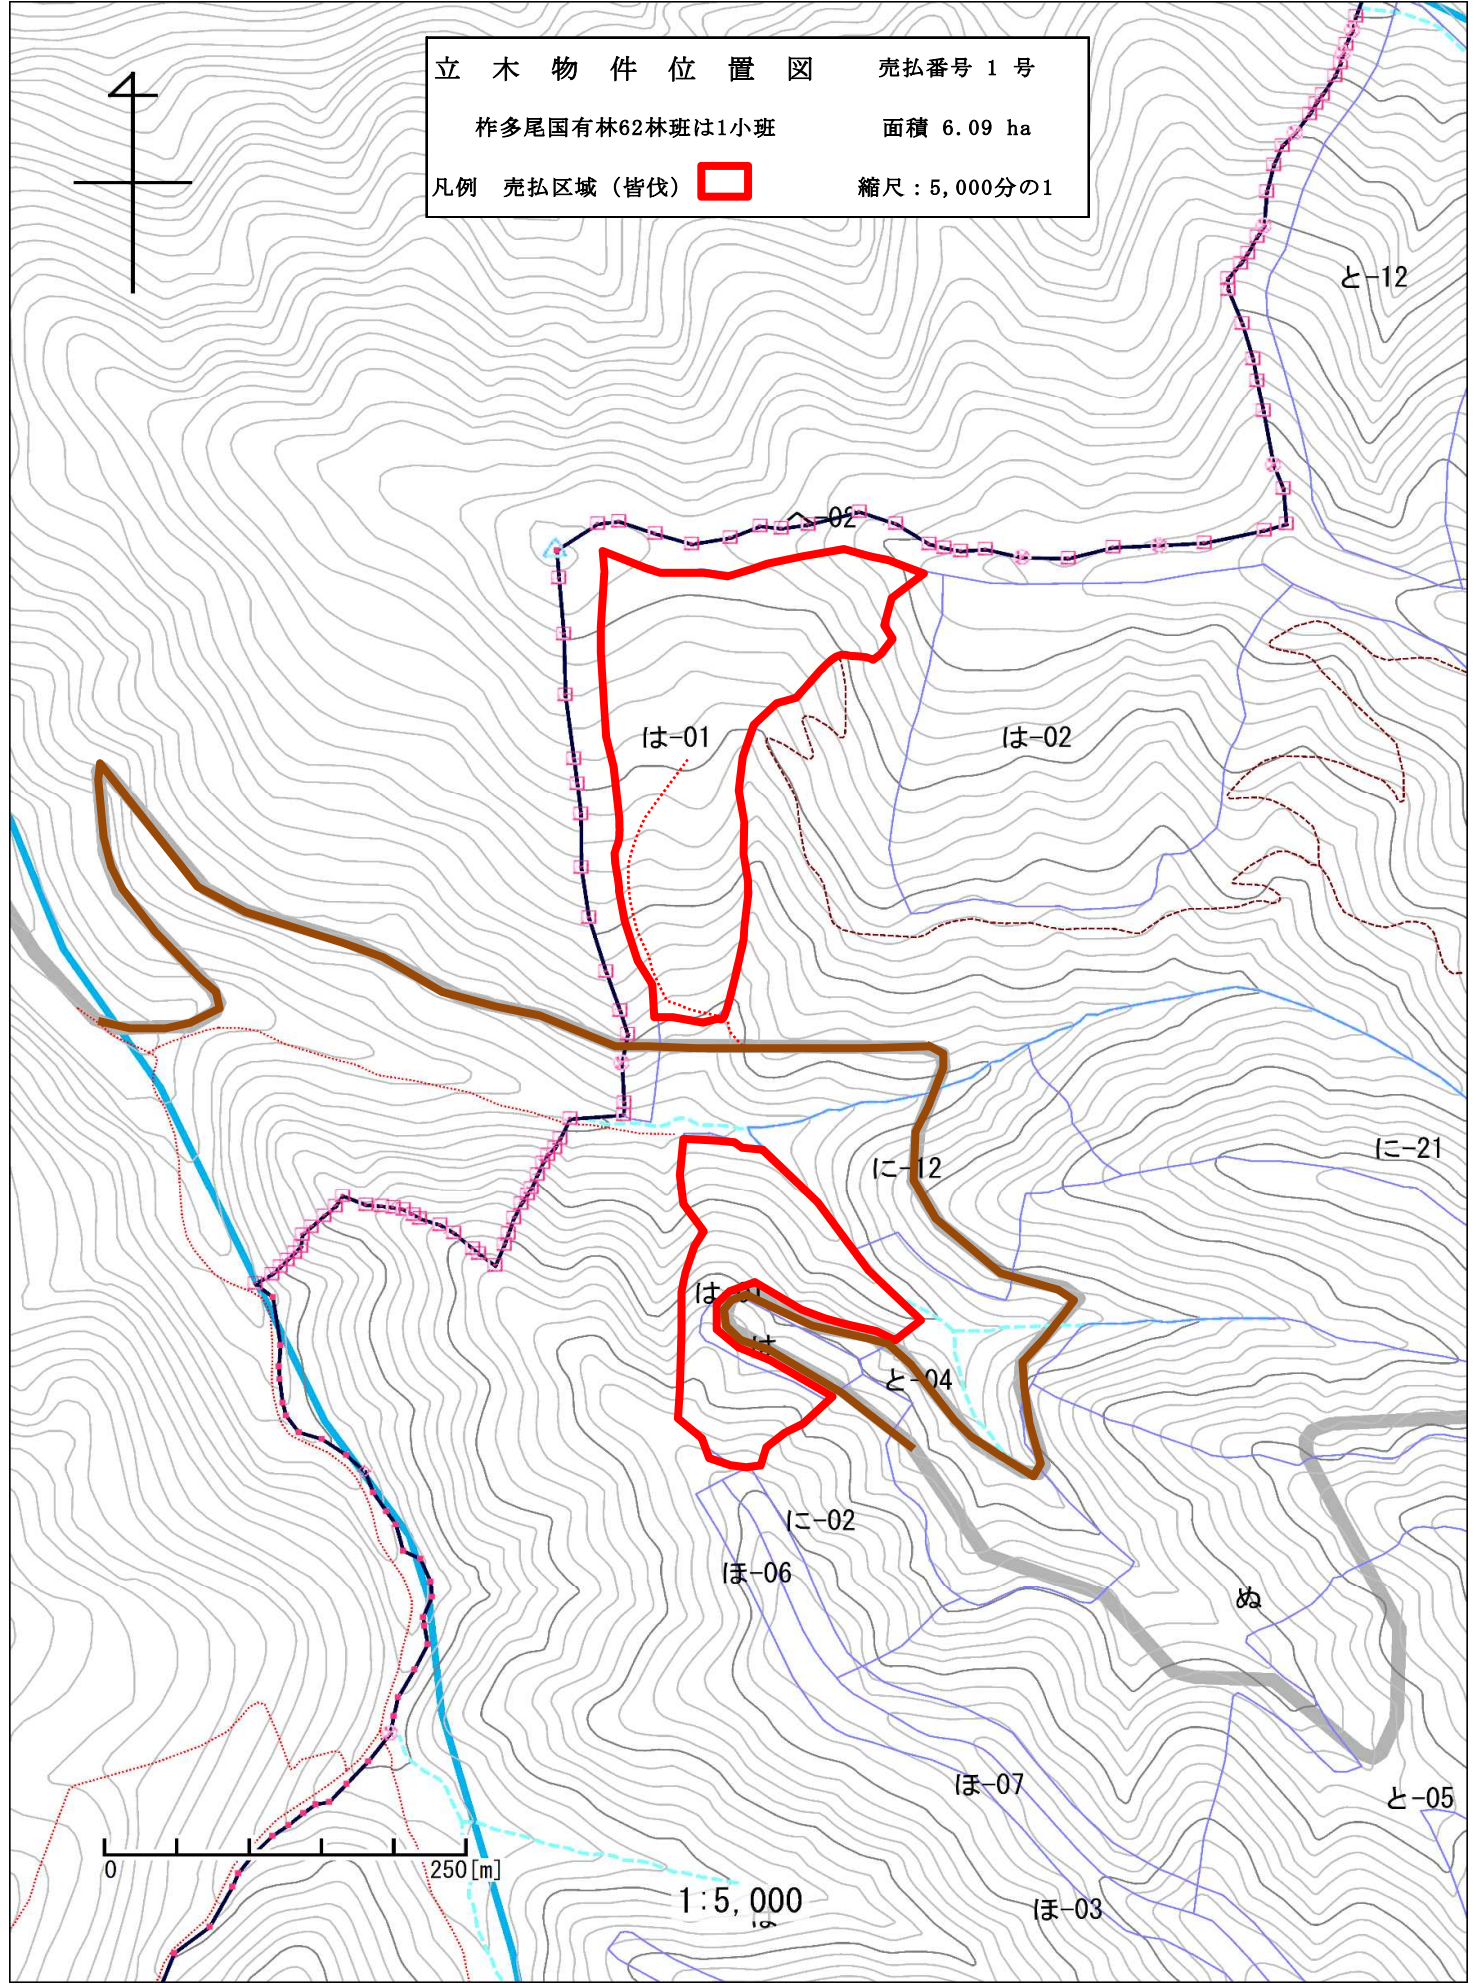 立木物件位置図 売払番号 1 号
柞多尾国有林62林班は1小班 面積 6.09 ha
凡例 売払区域（皆伐） 縮尺：5,000分の1
と-12
へ-02
は-01
は-02
に-12
に-21
は-01
は
と-04
に-02
ほ-06
ぬ
ほ-07
と-05
0 250[m]
1:5,000
ほ-03
は